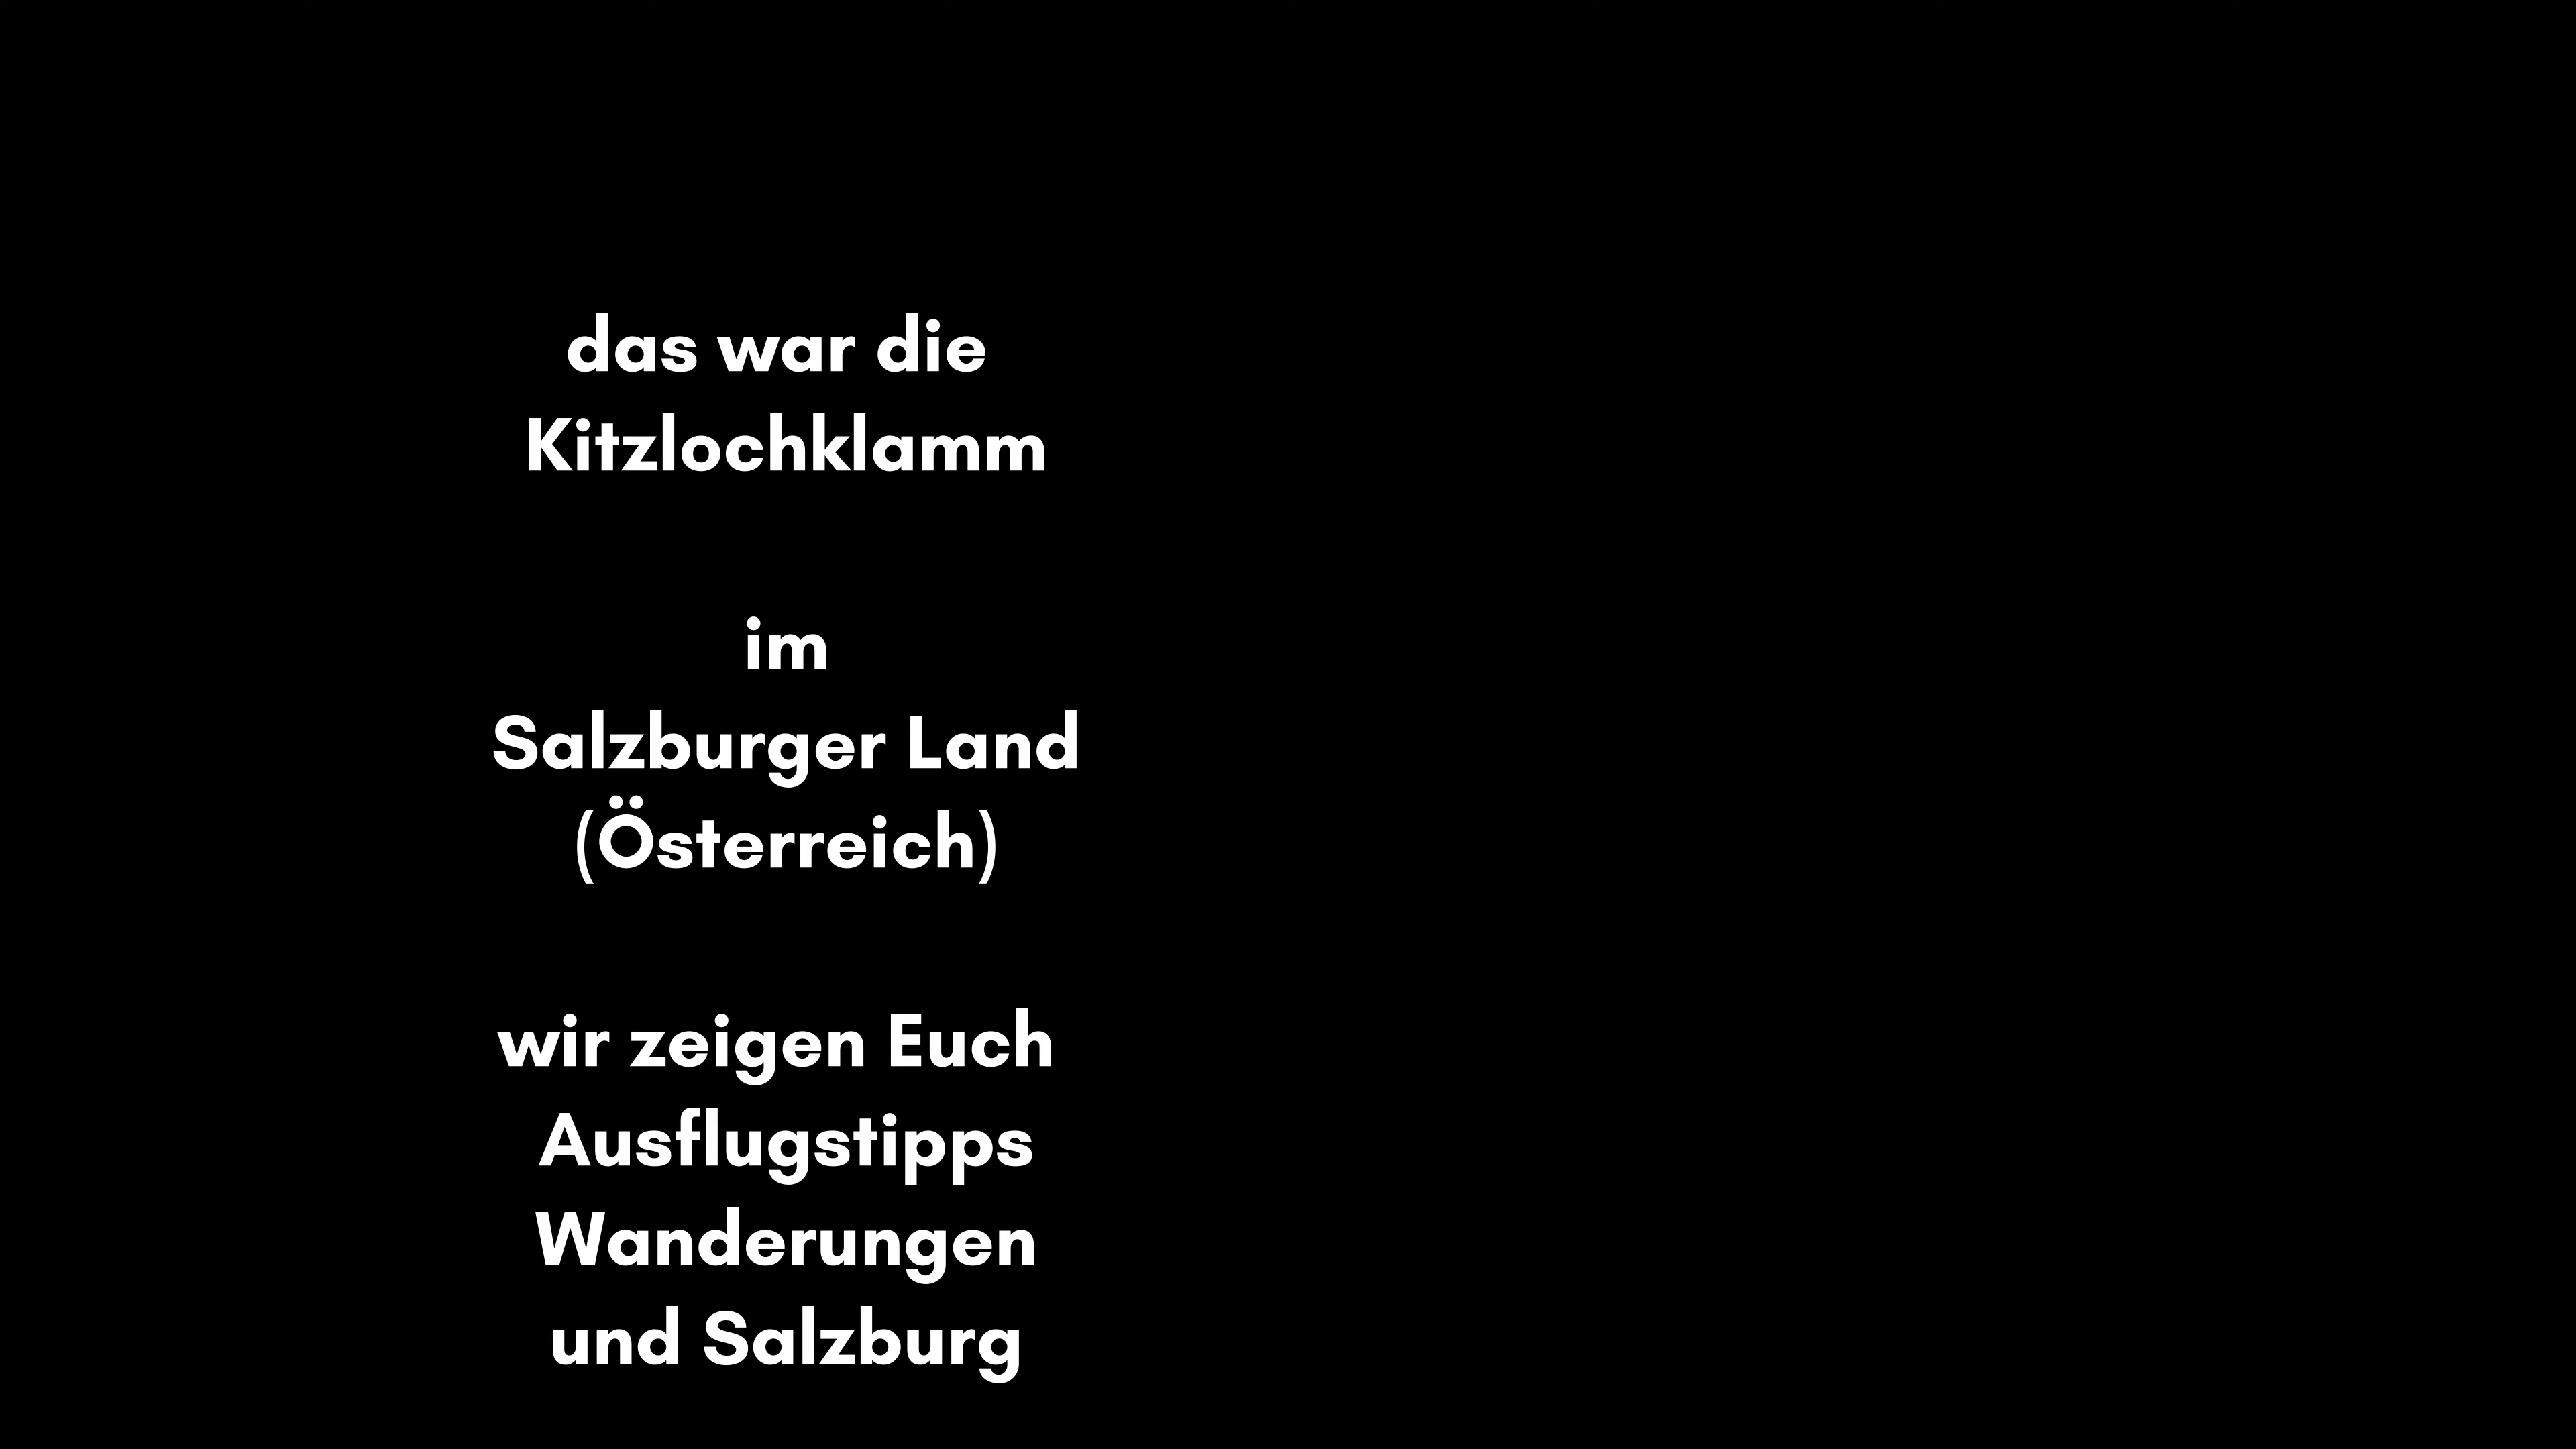 das war die
Kitzlochklamm
im
Salzburger Land
(Österreich)
wir zeigen Euch
Ausflugstipps
Wanderungen
und Salzburg